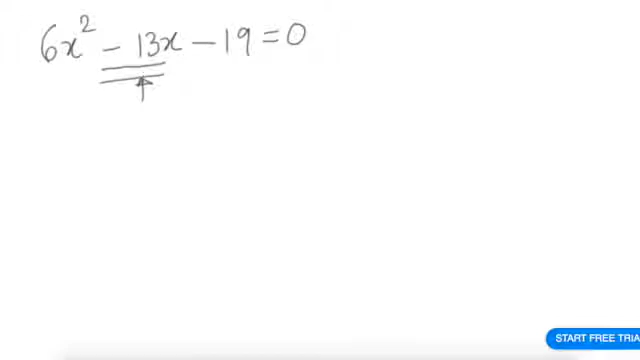 6x² - 13x - 19 = 0
START FREE TRIA